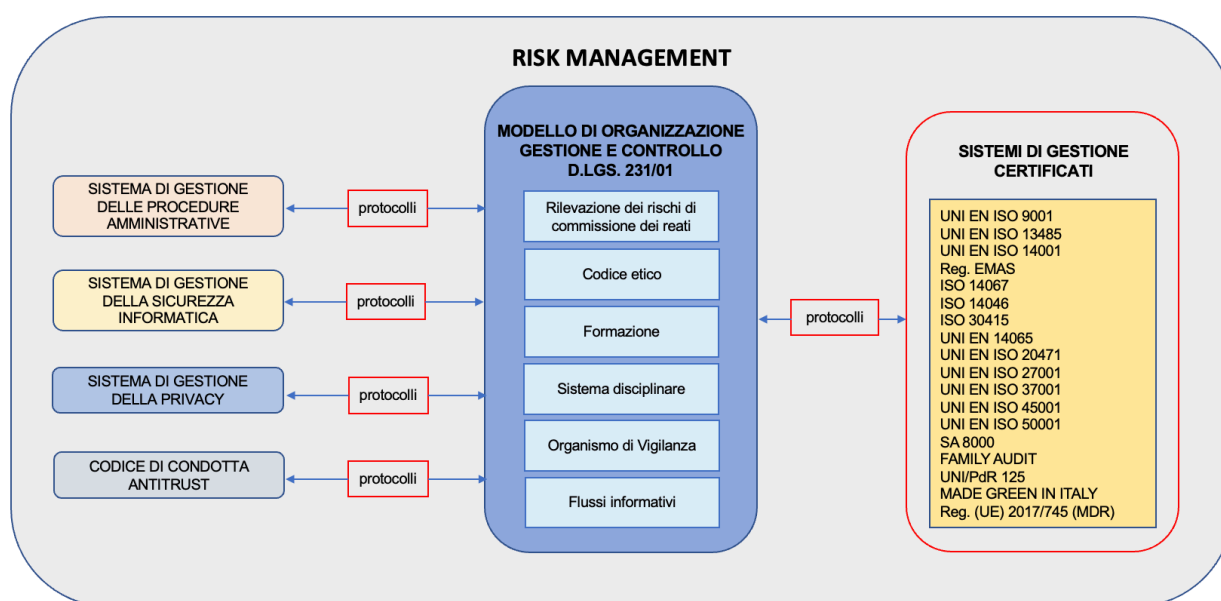 RISK MANAGEMENT
SISTEMA DI GESTIONE
DELLE PROCEDURE
AMMINISTRATIVE
protocolli
SISTEMA DI GESTIONE
DELLA SICUREZZA
INFORMATICA
protocolli
SISTEMA DI GESTIONE
DELLA PRIVACY
protocolli
CODICE DI CONDOTTA
ANTITRUST
protocolli
MODELLO DI ORGANIZZAZIONE
GESTIONE E CONTROLLO
D.LGS. 231/01
Rilevazione dei rischi di
commissione dei reati
Codice etico
Formazione
Sistema disciplinare
Organismo di Vigilanza
Flussi informativi
protocolli
SISTEMI DI GESTIONE
CERTIFICATI
UNI EN ISO 9001
UNI EN ISO 13485
UNI EN ISO 14001
Reg. EMAS
ISO 14067
ISO 14046
ISO 30415
UNI EN 14065
UNI EN ISO 20471
UNI EN ISO 27001
UNI EN ISO 37001
UNI EN ISO 45001
UNI EN ISO 50001
SA 8000
FAMILY AUDIT
UNI/PdR 125
MADE GREEN IN ITALY
Reg. (UE) 2017/745 (MDR)